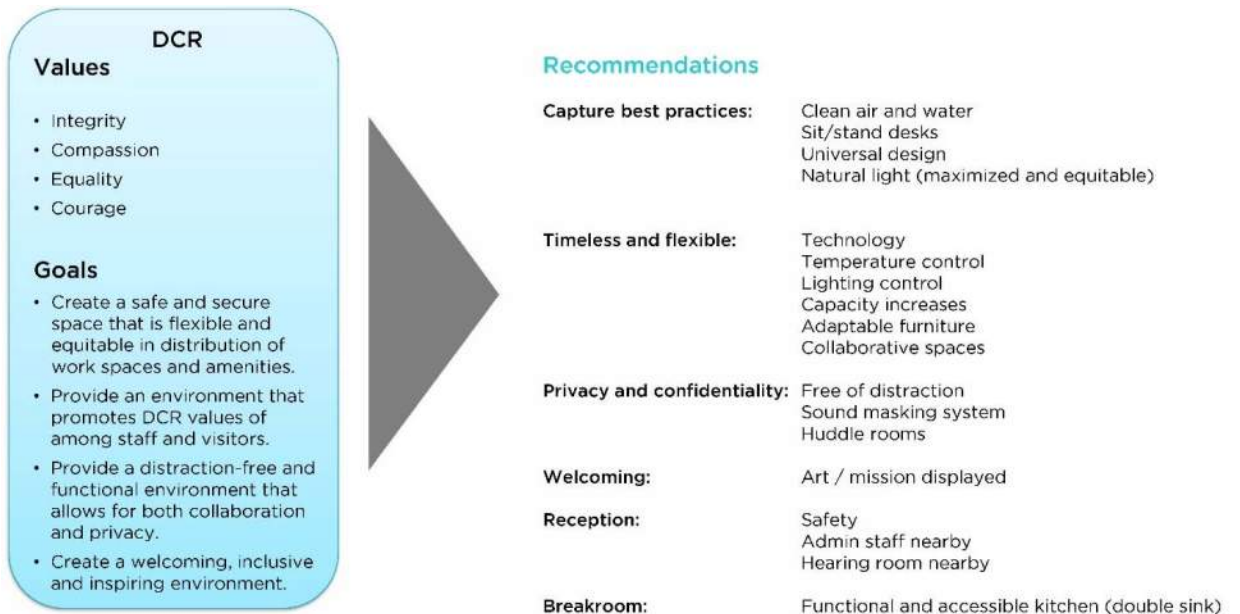 DCR
Values
• Integrity
• Compassion
• Equality
• Courage
Goals
• Create a safe and secure
space that is flexible and
equitable in distribution of
work spaces and amenities.
• Provide an environment that
promotes DCR values of
among staff and visitors.
• Provide a distraction-free and
functional environment that
allows for both collaboration
and privacy.
• Create a welcoming, inclusive
and inspiring environment.
Recommendations
Capture best practices: Clean air and water
Sit/stand desks
Universal design
Natural light (maximized and equitable)
Timeless and flexible: Technology
Temperature control
Lighting control
Capacity increases
Adaptable furniture
Collaborative spaces
Privacy and confidentiality: Free of distraction
Sound masking system
Huddle rooms
Welcoming: Art / mission displayed
Reception: Safety
Admin staff nearby
Hearing room nearby
Breakroom: Functional and accessible kitchen (double sink)